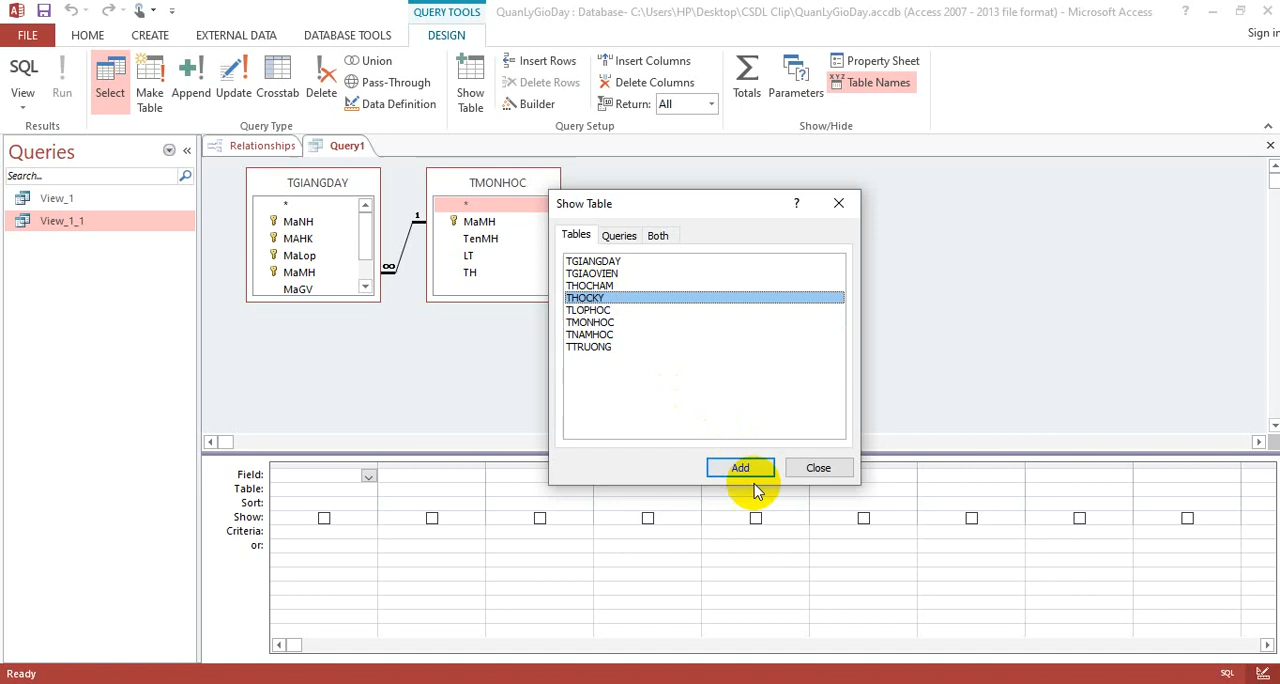 QUERY TOOLS
QuanLyGioDay : Database- C:\Users\HP\Desktop\CSDL Clip\QuanLyGioDay.accdb (Access 2007 - 2013 file format) - Microsoft Access
FILE HOME CREATE EXTERNAL DATA DATABASE TOOLS DESIGN Sign in
SQL View
Run
Select
Make Table
Append
Update
Crosstab
Delete
Union
Pass-Through
Data Definition
Show Table
Insert Rows
Delete Rows
Builder
Insert Columns
Delete Columns
Return: All
Totals
Parameters
Property Sheet
XYZ Table Names
Results Query Type Query Setup Show/Hide
Queries
Search...
View_1
View_1_1
Relationships Query1
TGIANGDAY
*
MaNH
MAHK
MaLop
MaMH
MaGV
1
∞
TMONHOC
*
MaMH
TenMH
LT
TH
Show Table ?
Tables Queries Both
TGIANGDAY
TGIAOVIEN
THOCHAM
THOCKY
TLOPHOC
TMONHOC
TNAMHOC
TTRUONG
Add Close
Field:
Table:
Sort:
Show:
Criteria:
or:
Ready SQL